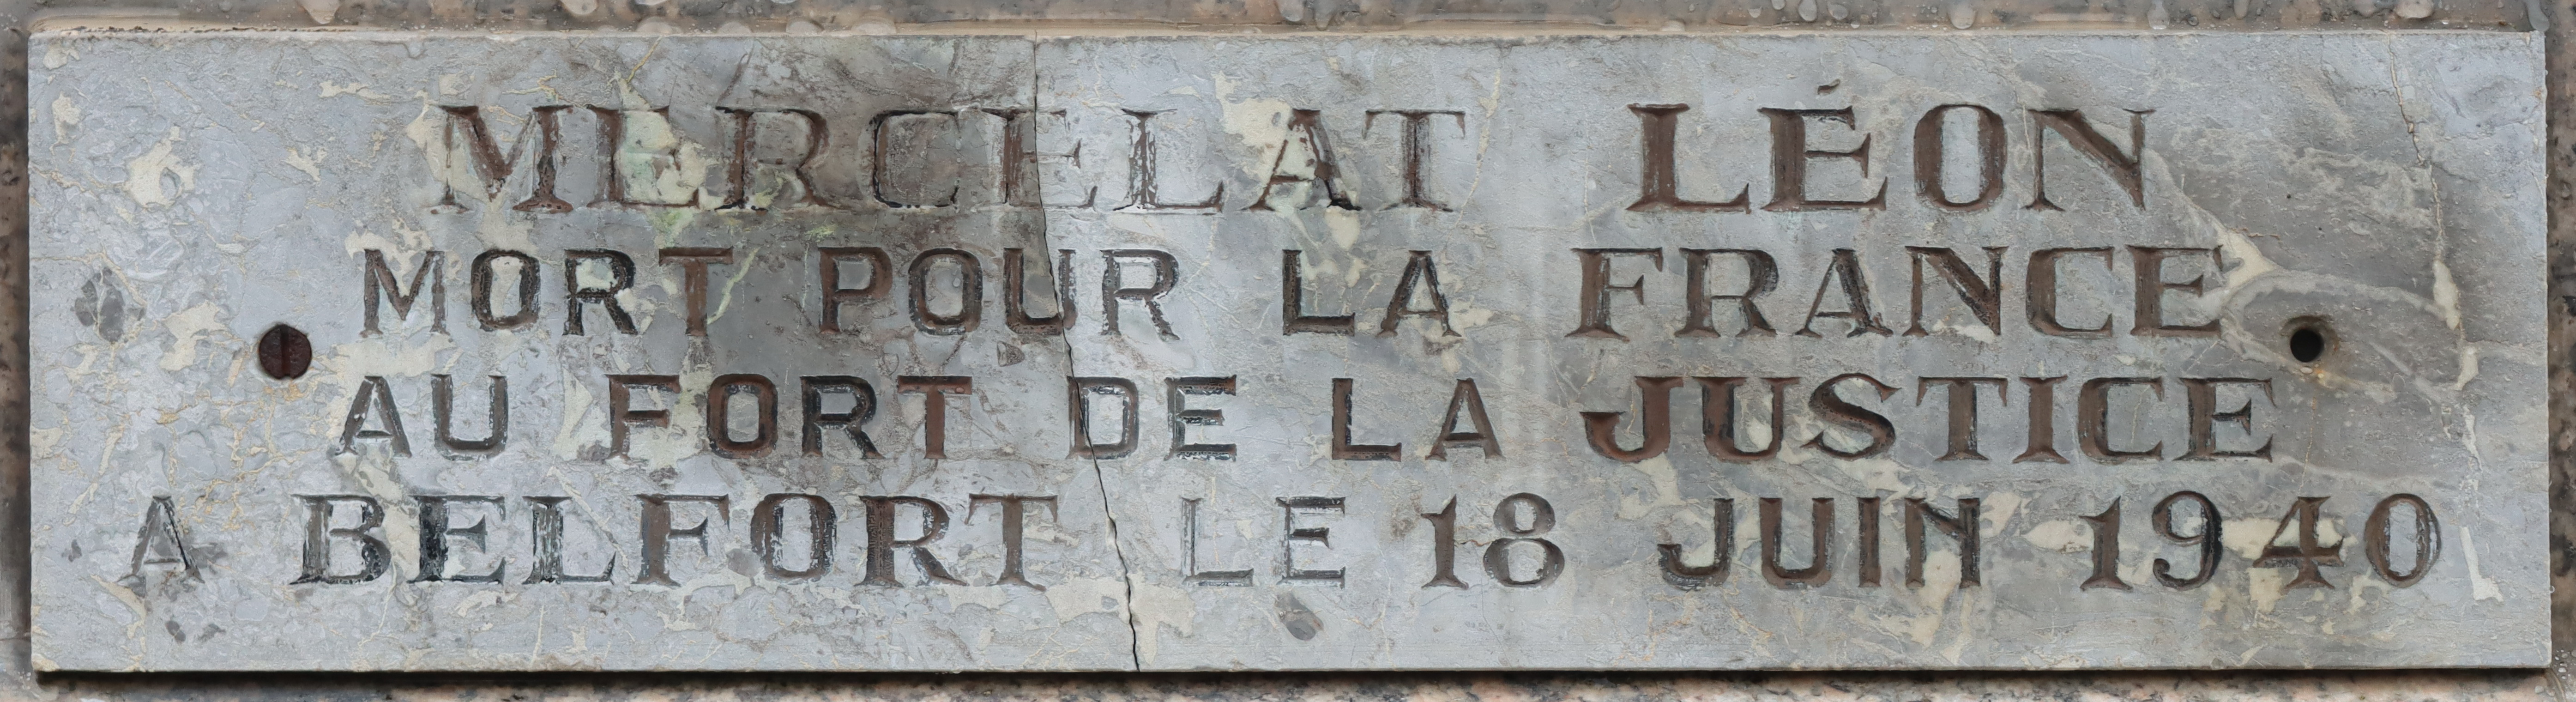 MERCELAT LÉON
MORT POUR LA FRANCE
AU FORT DE LA JUSTICE
A BELFORT LE 18 JUIN 1940